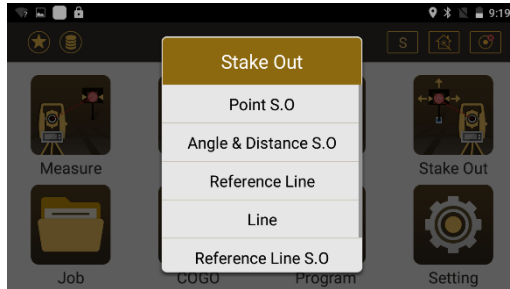 9:19
S
Stake Out
Point S.O
Angle & Distance S.O
Reference Line
Line
Reference Line S.O
Measure
Stake Out
Job
COGO
Program
Setting